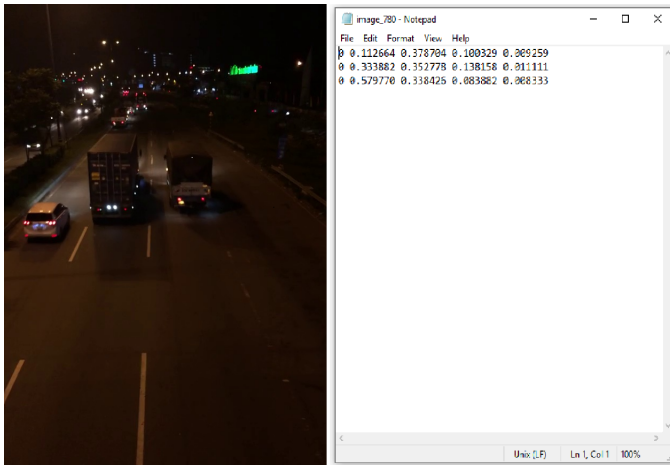 image_780 - Notepad
File Edit Format View Help
0 0.112664 0.378704 0.100329 0.009259
0 0.333882 0.352778 0.138158 0.011111
0 0.579770 0.338426 0.083882 0.008333
Unix (LF) Ln 1, Col 1 100%